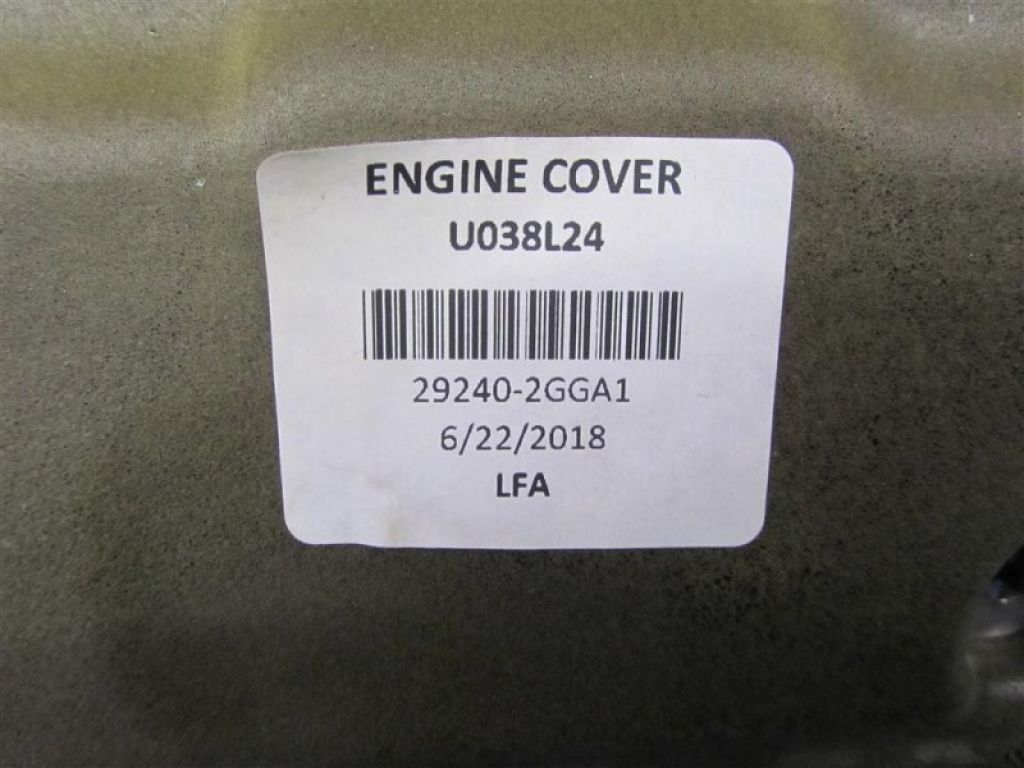 ENGINE COVER
U038L24
29240-2GGA1
6/22/2018
LFA